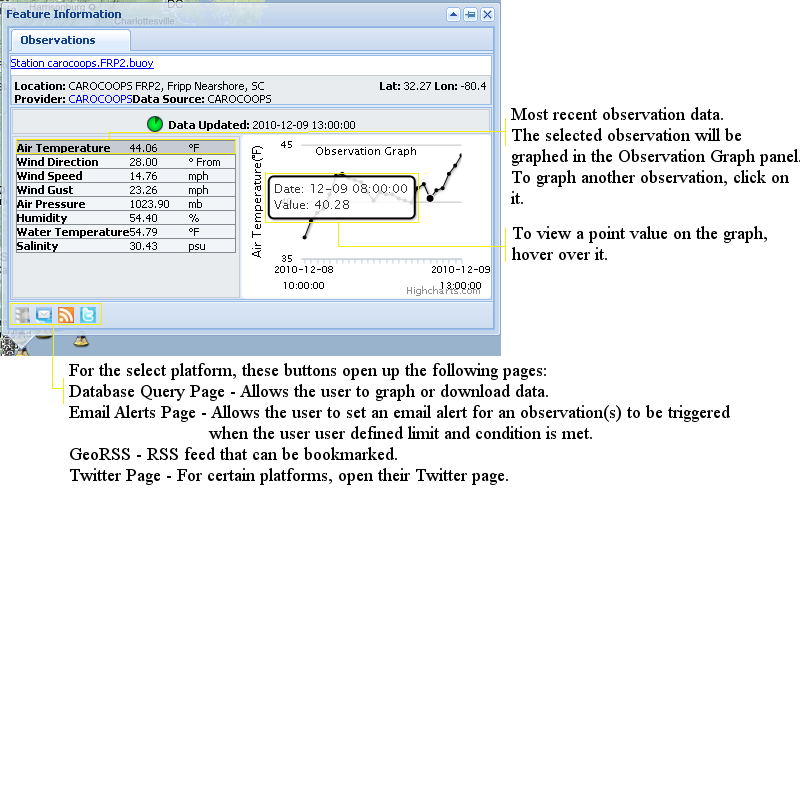 Harrisonburg
DC
Charlottesville
Feature Information
Observations
Station carocoops.FRP2.buoy
Location: CAROCOOPS FRP2, Fripp Nearshore, SC Lat: 32.27 Lon: -80.4
Provider: CAROCOOPSData Source: CAROCOOPS
Data Updated: 2010-12-09 13:00:00
Air Temperature 44.06 °F
Wind Direction 28.00 ° From
Wind Speed 14.76 mph
Wind Gust 23.26 mph
Air Pressure 1023.90 mb
Humidity 54.40 %
Water Temperature54.79 °F
Salinity 30.43 psu
Observation Graph
Air Temperature(°F)
45
Date: 12-09 08:00:00
Value: 40.28
35
2010-12-08 2010-12-09
10:00:00 13:00:00
Highcharts.com
Most recent observation data.
The selected observation will be
graphed in the Observation Graph panel.
To graph another observation, click on
it.
To view a point value on the graph,
hover over it.
For the select platform, these buttons open up the following pages:
Database Query Page - Allows the user to graph or download data.
Email Alerts Page - Allows the user to set an email alert for an observation(s) to be triggered
when the user user defined limit and condition is met.
GeoRSS - RSS feed that can be bookmarked.
Twitter Page - For certain platforms, open their Twitter page.